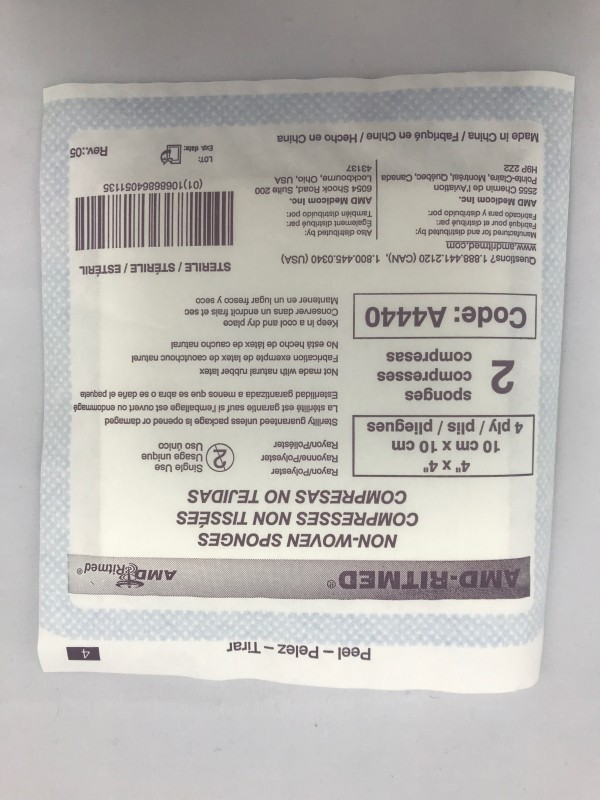 Peel – Pelez – Tirar
4
AMD-RITMED®
AMD Ritmed®
NON-WOVEN SPONGES
COMPRESSES NON TISSÉES
COMPRESAS NO TEJIDAS
4" x 4"
10 cm x 10 cm
4 ply / plis / pliegues
Rayon/Polyester
Rayonne/Polyester
Rayon/Poliéster
2
Single Use
Usage unique
Uso único
2
sponges
compresses
compresas
Sterility guaranteed unless package is opened or damaged
La stérilité est garantie sauf si l'emballage est ouvert ou endommagé
Esterilidad garantizada a menos que se abra o se dañe el paquete
Not made with natural rubber latex
Fabrication exempte de latex de caoutchouc naturel
No está hecho de látex de caucho natural
Code: A4440
Keep in a cool and dry place
Conserver dans un endroit frais et sec
Mantener en un lugar fresco y seco
Questions? 1.888.441.2120 (CAN), 1.800.445.0340 (USA)
www.amdritmed.com
STERILE / STÉRILE / ESTÉRIL
Manufactured for and distributed by:
Fabriqué pour et distribué par:
Fabricado para y distribuido por:
AMD Medicom Inc.
2555 Chemin de l'Aviation
Pointe-Claire, Montréal, Québec, Canada
H9P 2Z2
Also distributed by:
Également distribué par:
También distribuido por:
AMD Medicom Inc.
6054 Shook Road, Suite 200
Lockbourne, Ohio, USA
43137
(01)10686864051135
LOT:
Exp. date:
Made in China / Fabriqué en Chine / Hecho en China
Rev.:05